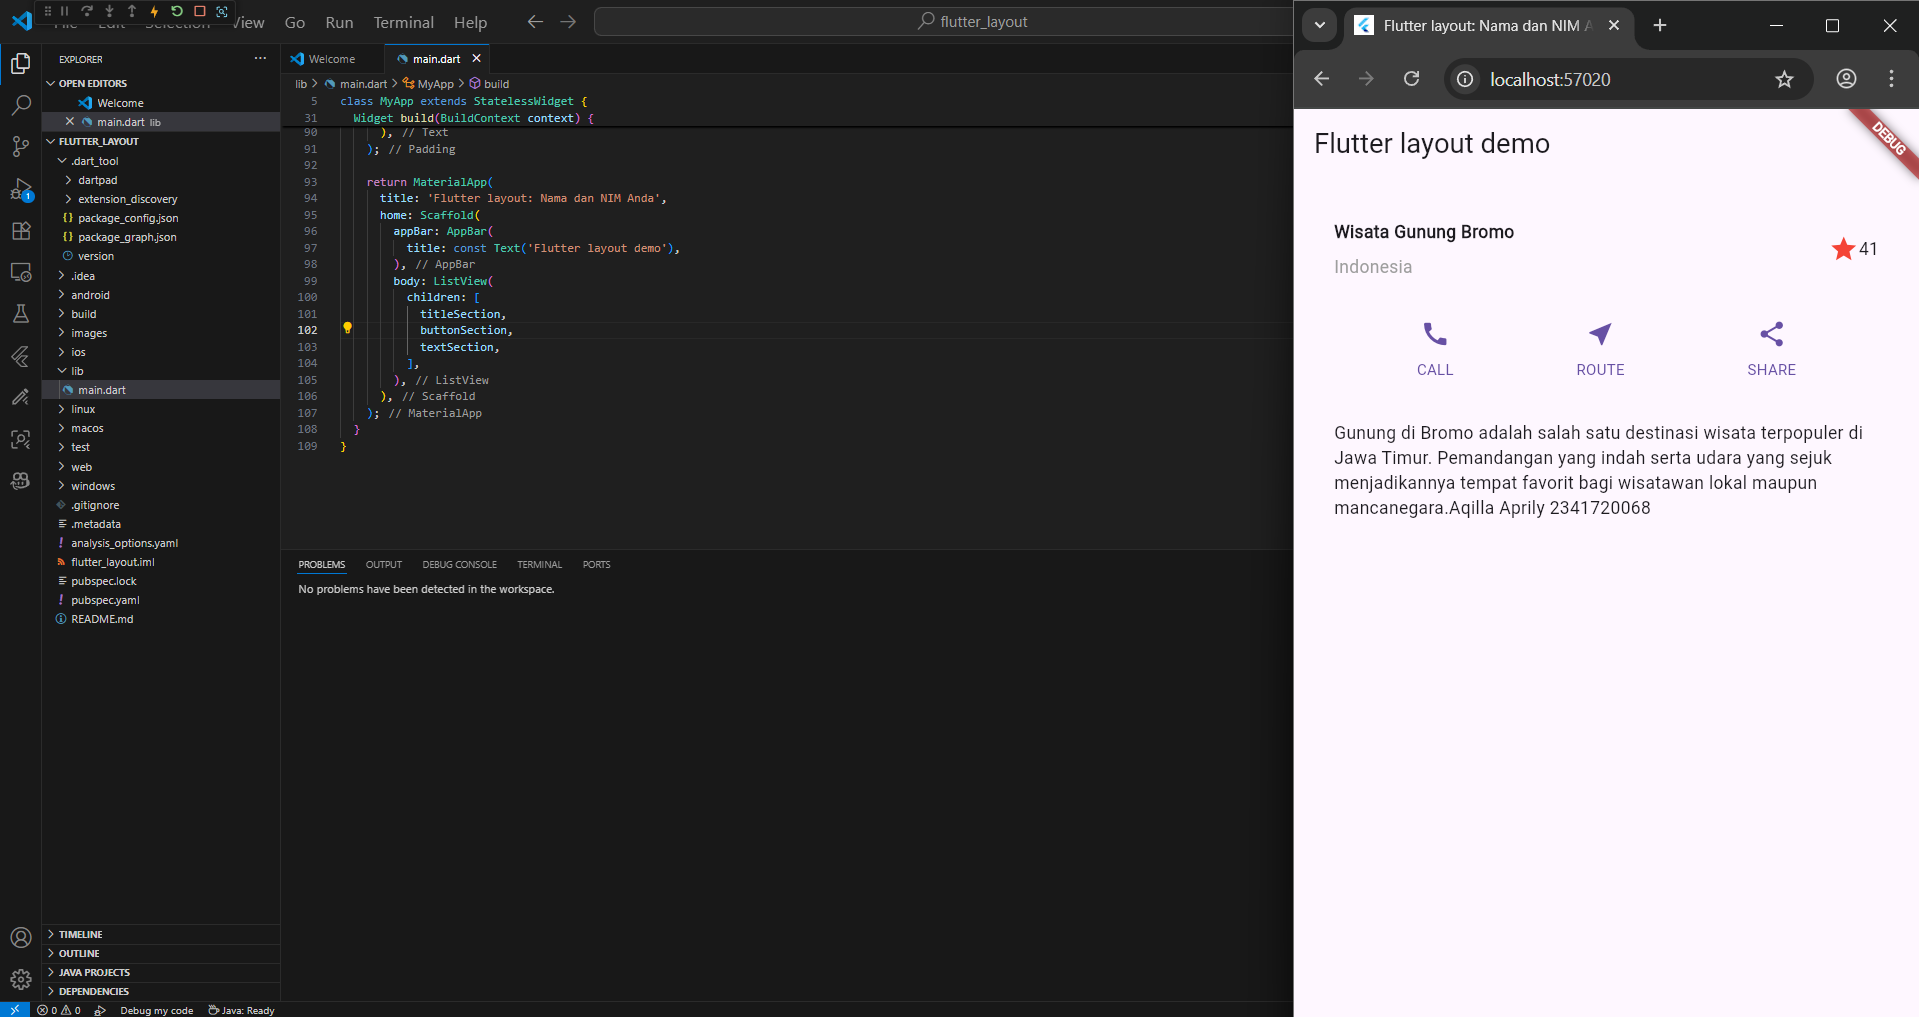 File Edit Selection View Go Run Terminal Help
flutter_layout
EXPLORER
OPEN EDITORS
Welcome
main.dart lib
FLUTTER_LAYOUT
.dart_tool
dartpad
extension_discovery
{} package_config.json
{} package_graph.json
version
.idea
android
build
images
ios
lib
main.dart
linux
macos
test
web
windows
.gitignore
.metadata
! analysis_options.yaml
flutter_layout.iml
pubspec.lock
! pubspec.yaml
README.md
TIMELINE
OUTLINE
JAVA PROJECTS
DEPENDENCIES
Welcome
main.dart
lib > main.dart > MyApp > build
5 class MyApp extends StatelessWidget {
31 Widget build(BuildContext context) {
90 ), // Text
91 ); // Padding
92
93 return MaterialApp(
94 title: 'Flutter layout: Nama dan NIM Anda',
95 home: Scaffold(
96 appBar: AppBar(
97 title: const Text('Flutter layout demo'),
98 ), // AppBar
99 body: ListView(
100 children: [
101 titleSection,
102 buttonSection,
103 textSection,
104 ],
105 ), // ListView
106 ), // Scaffold
107 ); // MaterialApp
108 }
109 }
PROBLEMS OUTPUT DEBUG CONSOLE TERMINAL PORTS
No problems have been detected in the workspace.
0 0 Debug my code Java: Ready
1
Flutter layout: Nama dan NIM A
localhost:57020
Flutter layout demo
DEBUG
Wisata Gunung Bromo
Indonesia
41
CALL ROUTE SHARE
Gunung di Bromo adalah salah satu destinasi wisata terpopuler di
Jawa Timur. Pemandangan yang indah serta udara yang sejuk
menjadikannya tempat favorit bagi wisatawan lokal maupun
mancanegara.Aqilla Aprily 2341720068